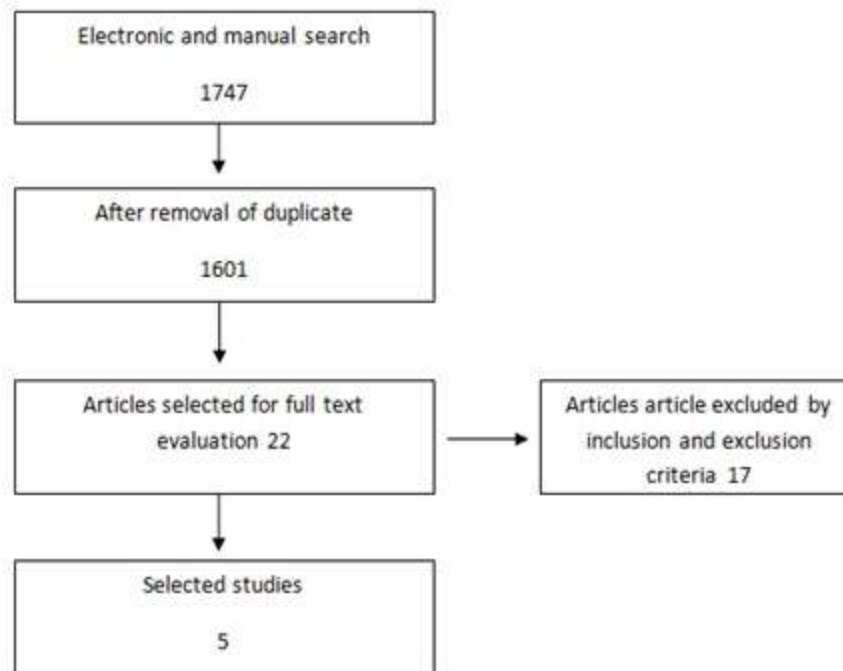 Electronic and manual search
1747
After removal of duplicate
1601
Articles selected for full text
evaluation 22
Articles article excluded by
inclusion and exclusion
criteria 17
Selected studies
5